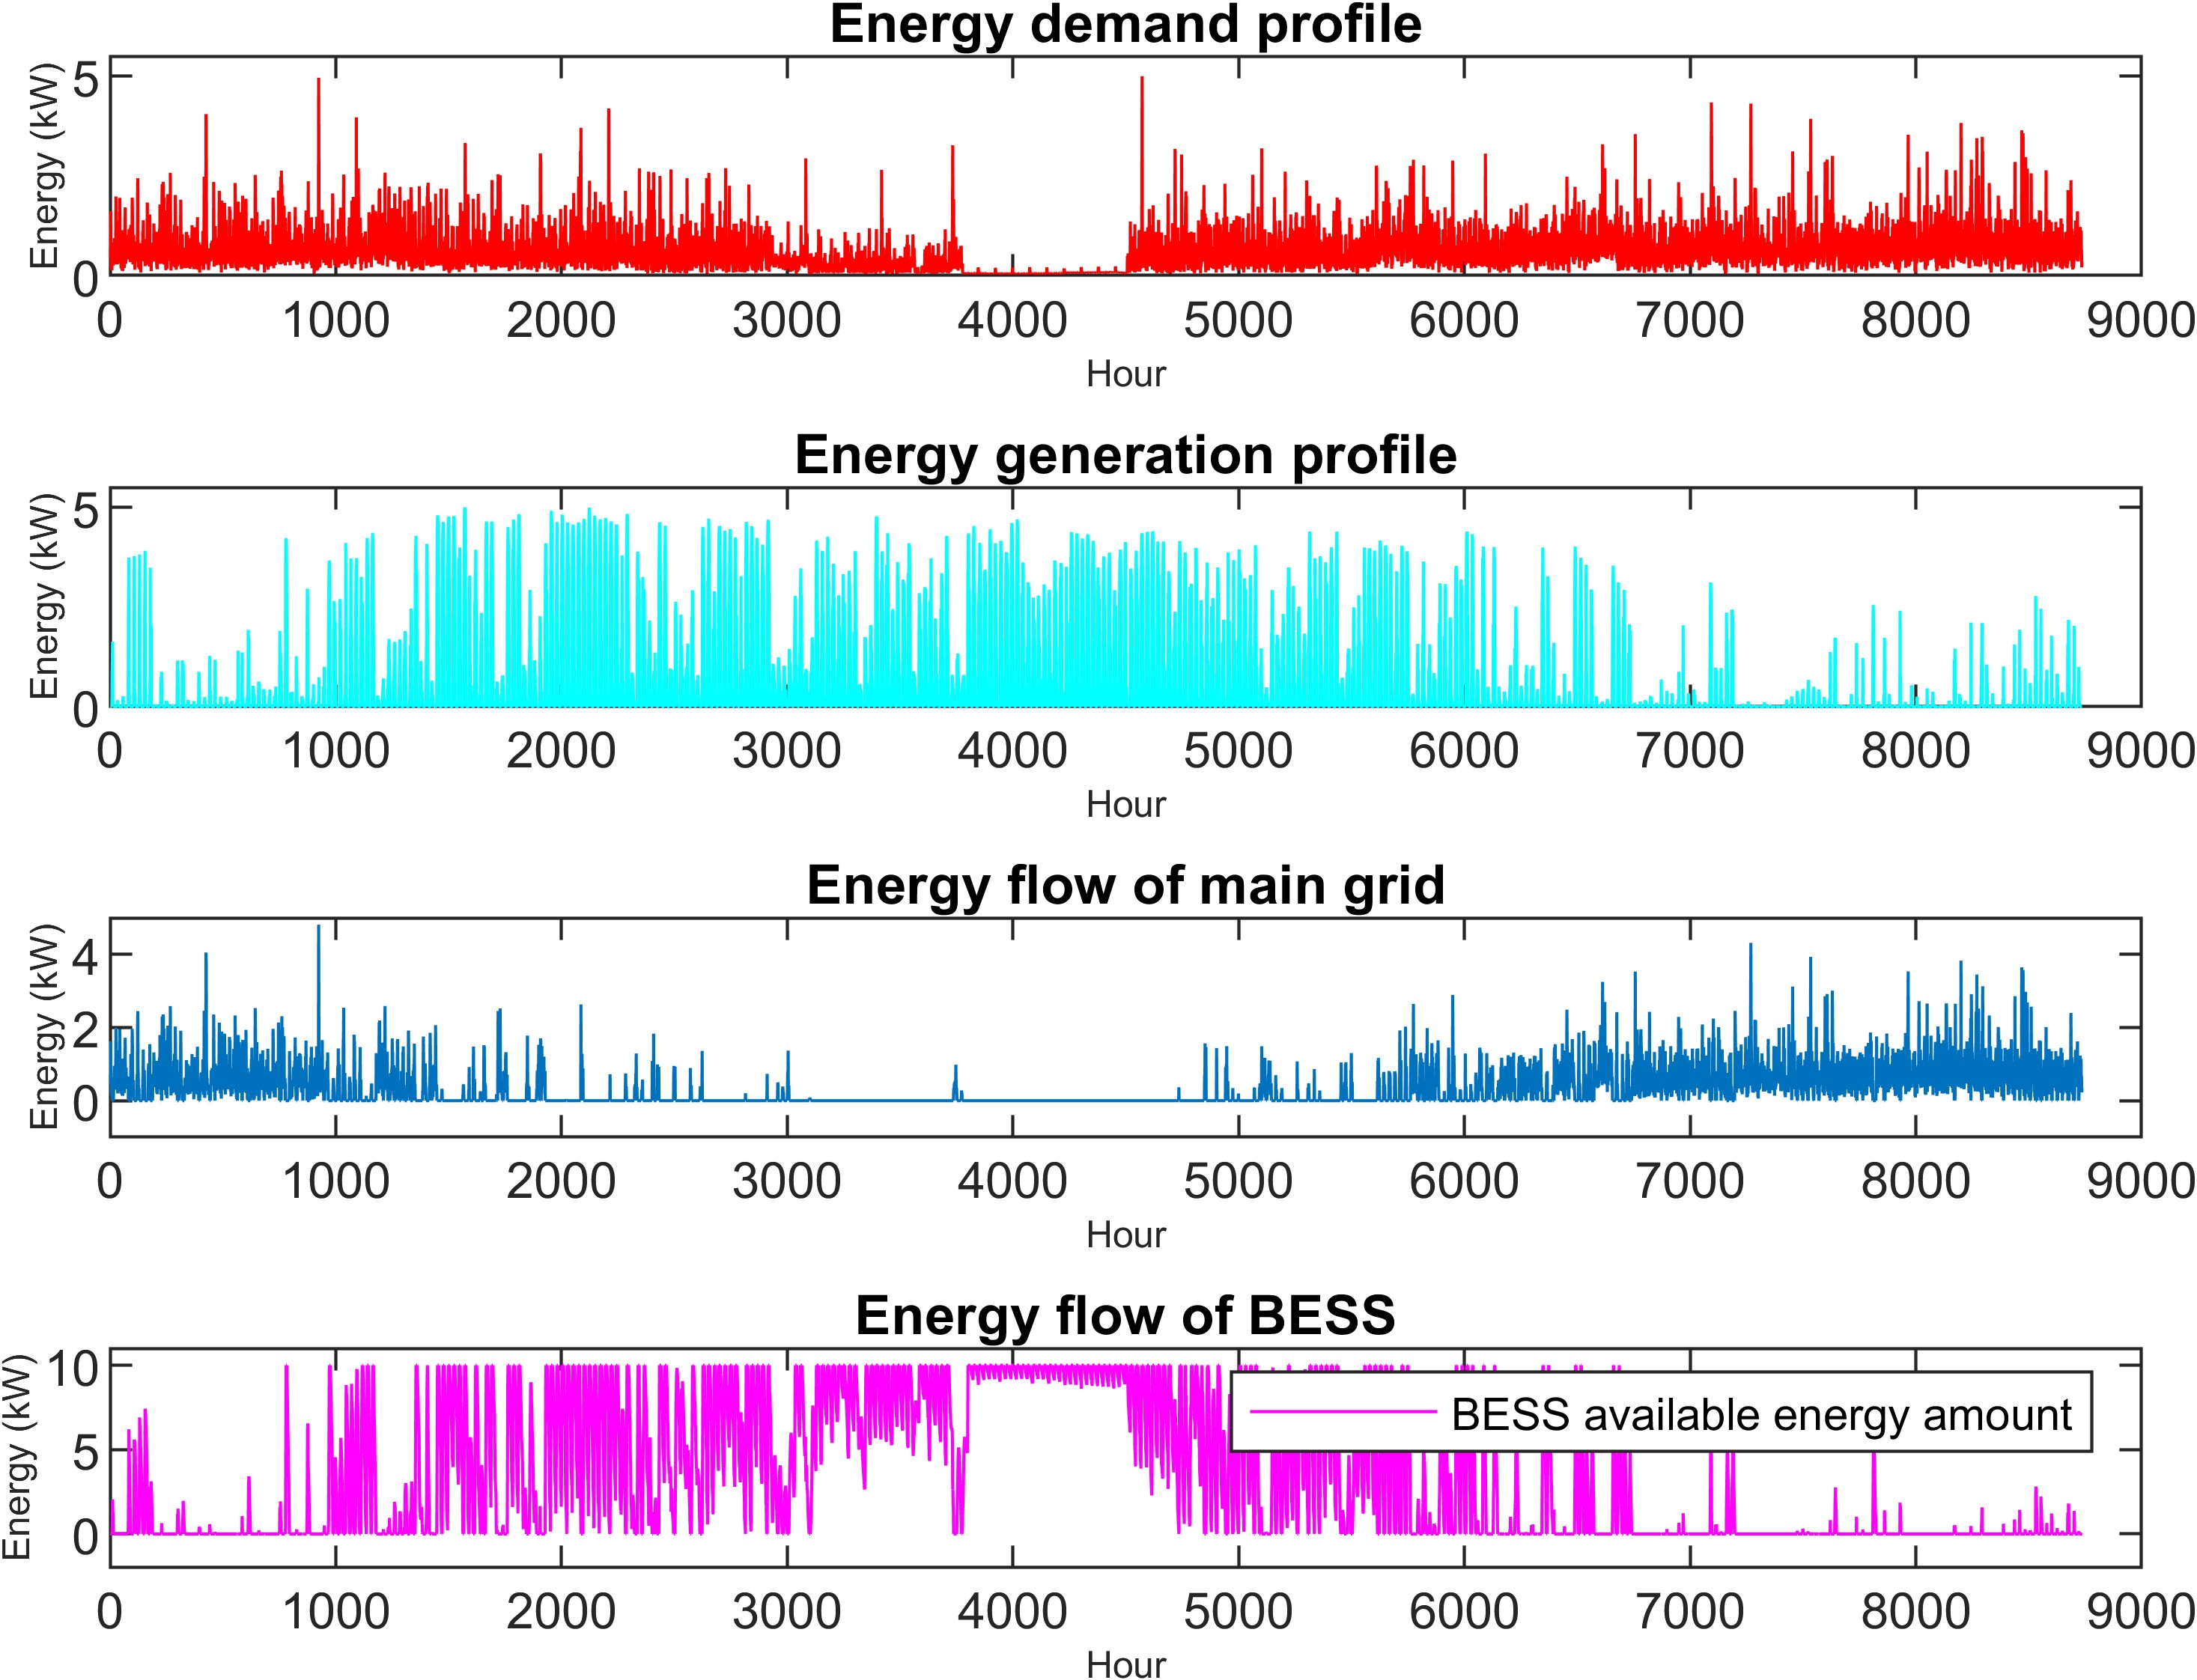 Energy demand profile
Energy (kW)
5
0
0 1000 2000 3000 4000 5000 6000 7000 8000 9000
Hour
Energy generation profile
Energy (kW)
5
0
0 1000 2000 3000 4000 5000 6000 7000 8000 9000
Hour
Energy flow of main grid
Energy (kW)
4
2
0
0 1000 2000 3000 4000 5000 6000 7000 8000 9000
Hour
Energy flow of BESS
Energy (kW)
10
5
0
BESS available energy amount
0 1000 2000 3000 4000 5000 6000 7000 8000 9000
Hour